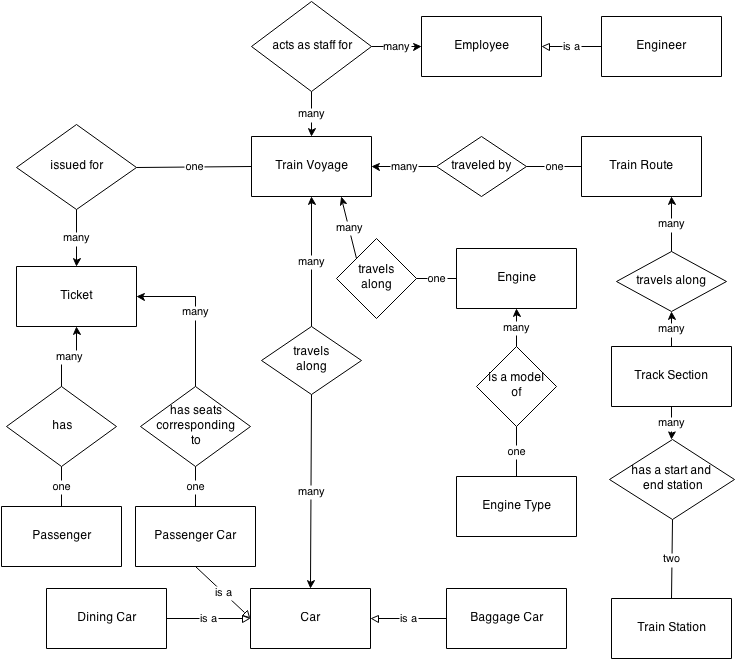 acts as staff for
many
Employee
is a
Engineer
many
issued for
one
Train Voyage
many
traveled by
one
Train Route
many
many
many
many
travels
along
one
Engine
travels along
Ticket
many
many
many
many
travels
along
Track Section
is a model
of
has
has seats
corresponding
to
many
one
has a start and
end station
one
one
many
Engine Type
Passenger
Passenger Car
two
is a
Dining Car
is a
Car
is a
Baggage Car
Train Station